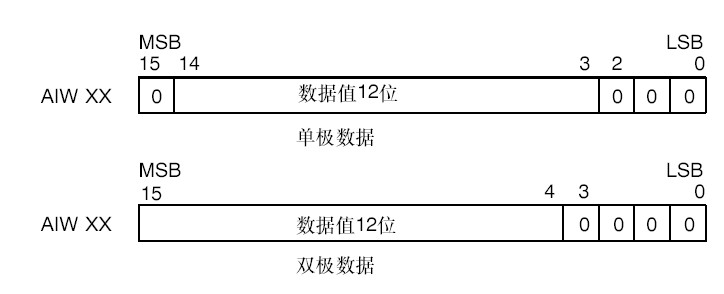 MSB LSB
15 14 3 2 0
AIW XX 0 数据值12位 0 0 0
单极数据
MSB LSB
15 4 3 0
AIW XX 数据值12位 0 0 0 0
双极数据